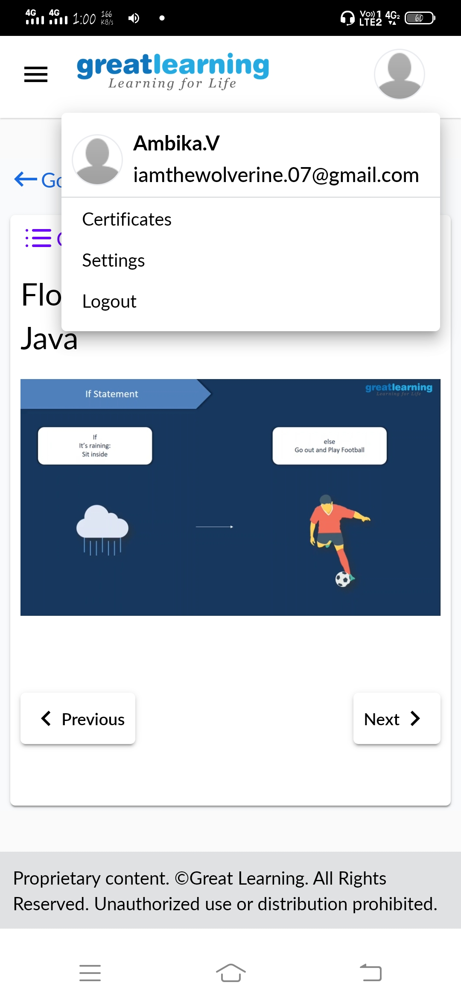 4G 4G 1:00 166 KB/s Vo)) 1 LTE2 4G2 60
greatlearning
Learning for Life
Ambika.V
iamthewolverine.07@gmail.com
Certificates
Settings
Logout
Java
If Statement
greatlearning
Learning for Life
If
It's raining:
Sit inside
else
Go out and Play Football
Previous
Next
Proprietary content. ©Great Learning. All Rights
Reserved. Unauthorized use or distribution prohibited.